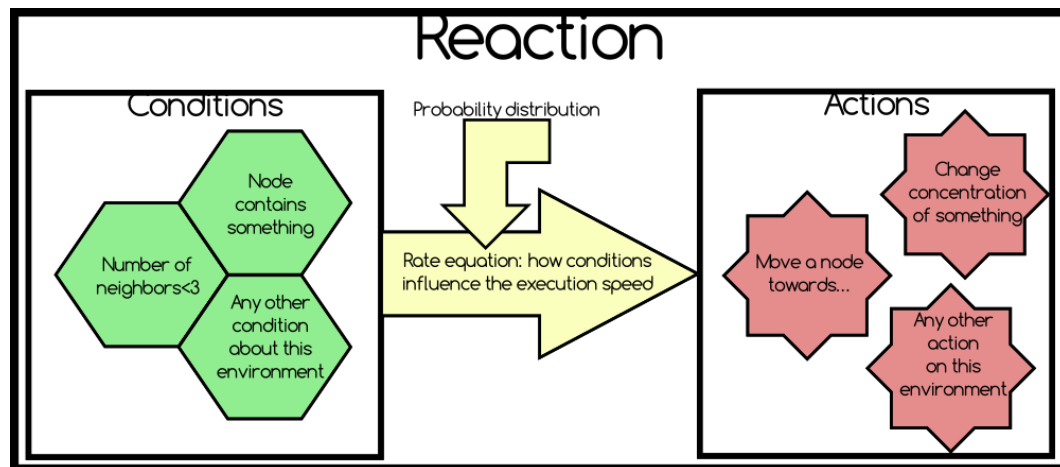 Reaction
Conditions
Node
contains
something
Number of
neighbors<3
Any other
condition
about this
environment
Probability distribution
Rate equation: how conditions
influence the execution speed
Actions
Change
concentration
of something
Move a node
towards...
Any other
action
on this
environment